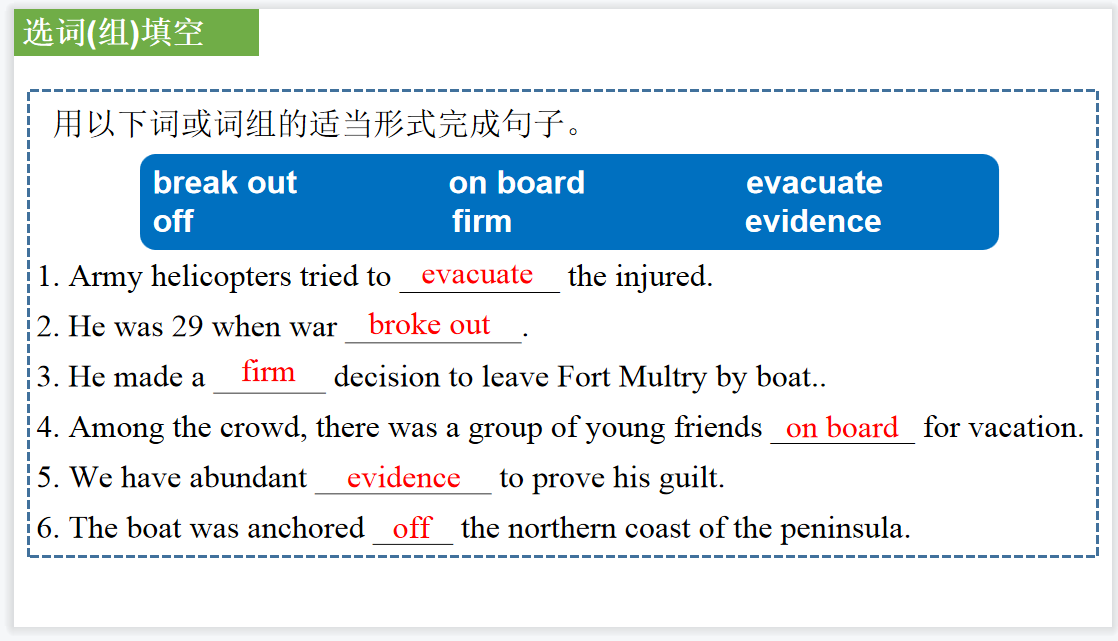 选词(组)填空
用以下词或词组的适当形式完成句子。
break out on board evacuate
off firm evidence
1. Army helicopters tried to evacuate the injured.
2. He was 29 when war broke out.
3. He made a firm decision to leave Fort Multry by boat..
4. Among the crowd, there was a group of young friends on board for vacation.
5. We have abundant evidence to prove his guilt.
6. The boat was anchored off the northern coast of the peninsula.